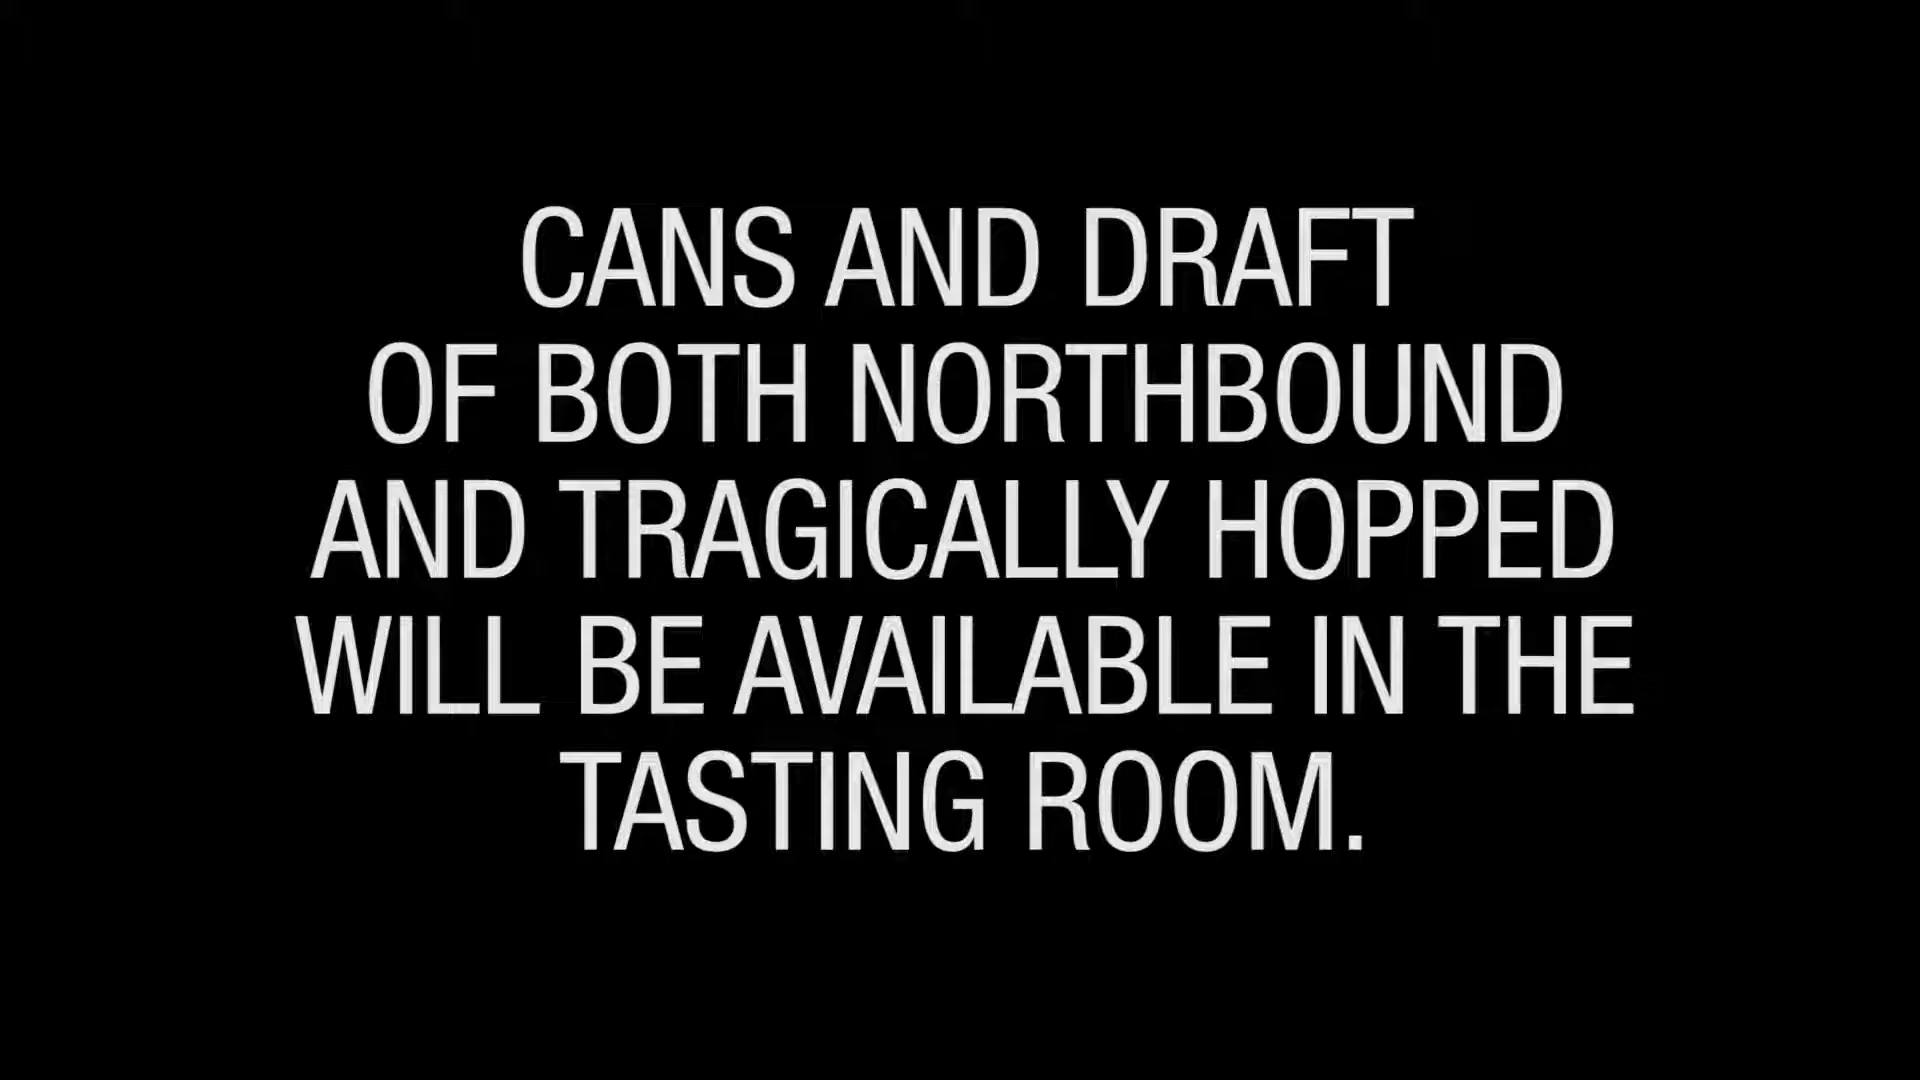 CANS AND DRAFT
OF BOTH NORTHBOUND
AND TRAGICALLY HOPPED
WILL BE AVAILABLE IN THE
TASTING ROOM.